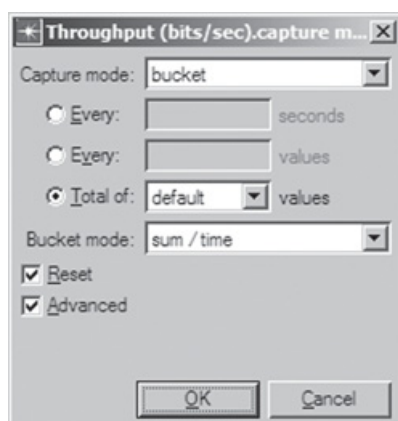 Throughput (bits/sec).capture m...
Capture mode: bucket
Every: seconds
Every: values
Total of: default values
Bucket mode: sum / time
Reset
Advanced
OK Cancel